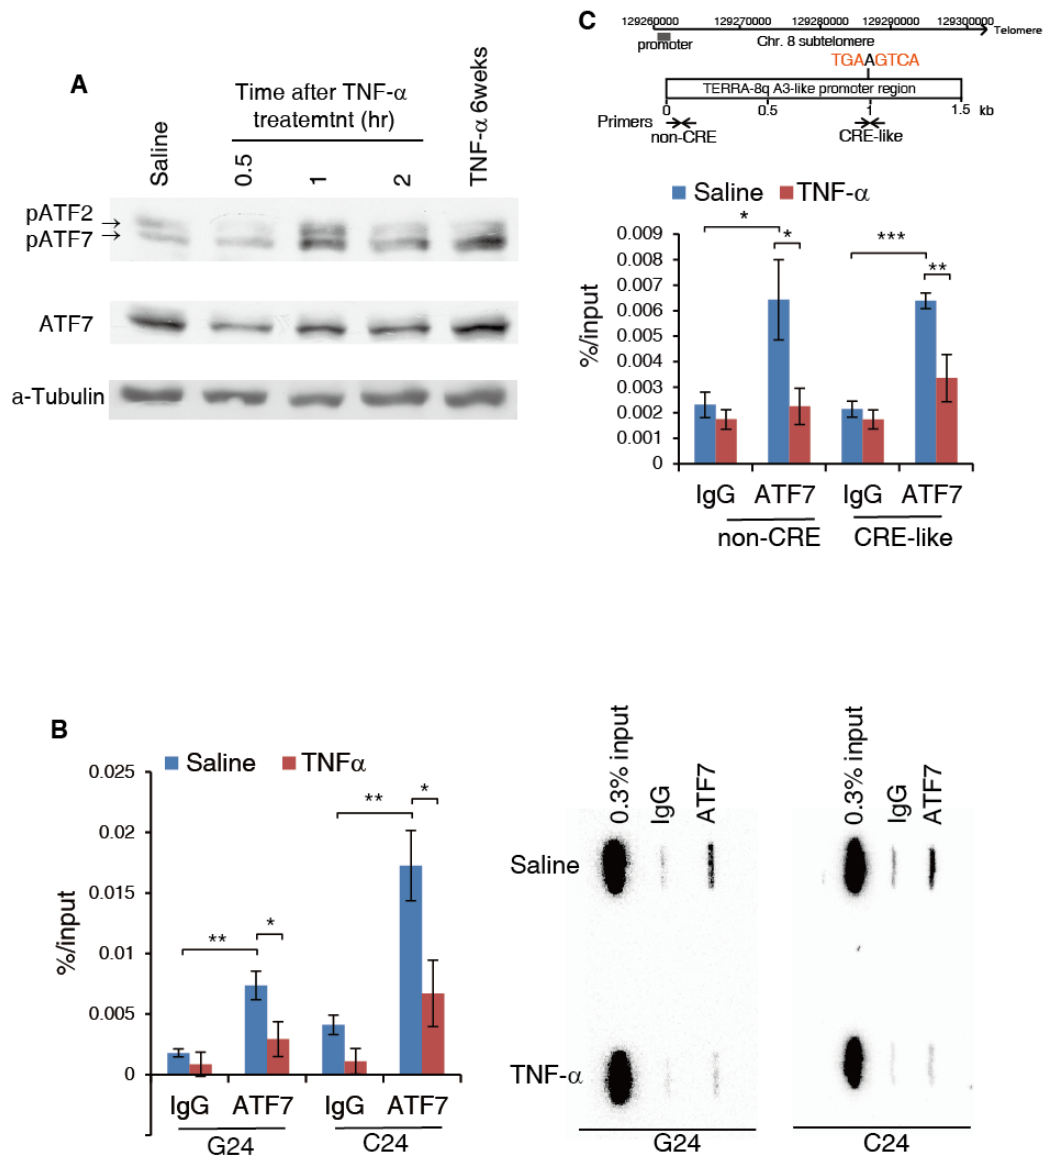 A
Time after TNF-α
treatemtnt (hr)
Saline
0.5
1
2
TNF-α 6weks
pATF2
pATF7
ATF7
a-Tubulin
C
129260000 129270000 129280000 129290000 129300000
Telomere
promoter
Chr. 8 subtelomere
TGAAGTCA
TERRA-8q A3-like promoter region
0 0.5 1 1.5 kb
Primers
non-CRE CRE-like
Saline TNF-α
%/input
0.009
0.008
0.007
0.006
0.005
0.004
0.003
0.002
0.001
0
* * *** **
IgG ATF7 IgG ATF7
non-CRE CRE-like
B
Saline TNFα
%/input
0.025
0.02
0.015
0.01
0.005
0
** * ** *
IgG ATF7 IgG ATF7
G24 C24
0.3% input IgG ATF7 0.3% input IgG ATF7
Saline
TNF-α
G24 C24